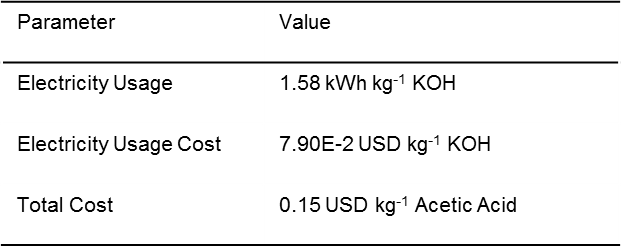 Parameter Value
Electricity Usage 1.58 kWh kg⁻¹ KOH
Electricity Usage Cost 7.90E-2 USD kg⁻¹ KOH
Total Cost 0.15 USD kg⁻¹ Acetic Acid